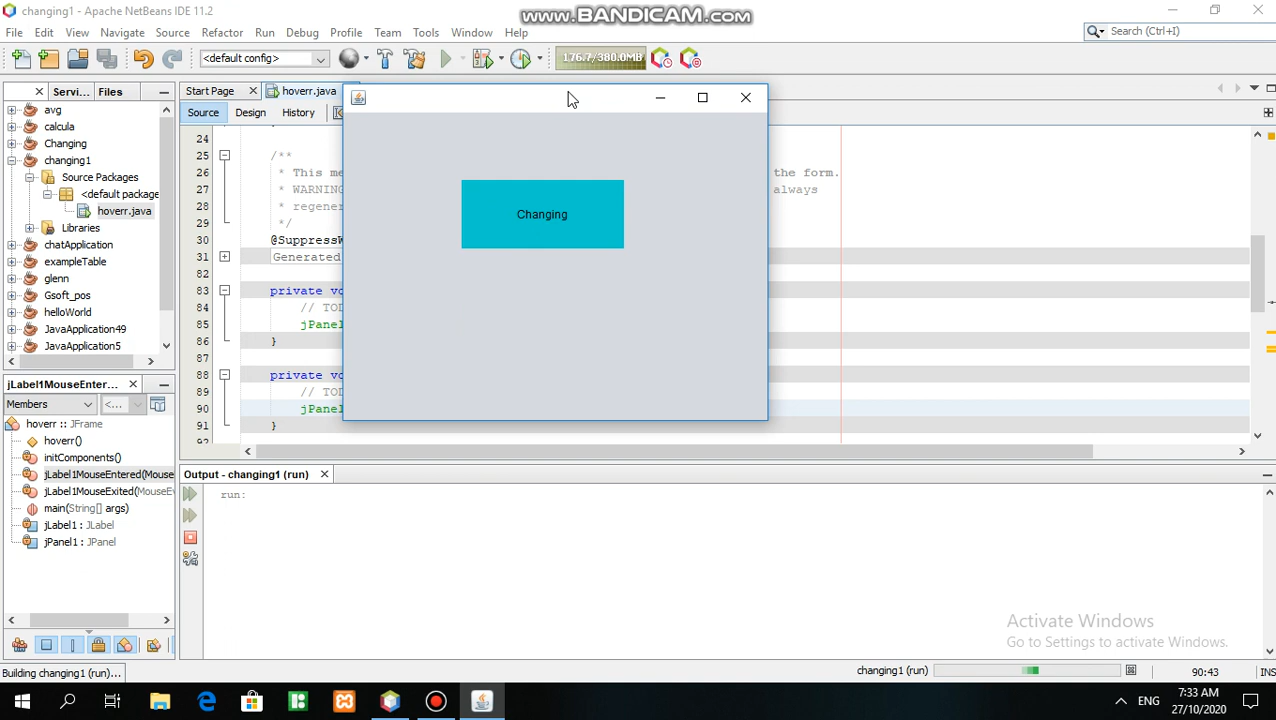 changing1 - Apache NetBeans IDE 11.2
www.BANDICAM.com
File Edit View Navigate Source Refactor Run Debug Profile Team Tools Window Help
Search (Ctrl+I)
<default config>
176.7/380.0MB
Servi... Files
Start Page
hoverr.java
Source Design History
avg
calcula
Changing
changing1
Source Packages
<default package
hoverr.java
Libraries
chatApplication
exampleTable
glenn
Gsoft_pos
helloWorld
JavaApplication49
JavaApplication5
24
25 /**
26 * This me the form.
27 * WARNING always
28 * regener
29 */
30 @SuppressW
31 Generated
82
83 private vo
84 // TOD
85 jPanel
86 }
87
88 private vo
89 // TOD
90 jPanel
91 }
92
Changing
jLabel1MouseEnter...
Members
<...
hoverr :: JFrame
hoverr()
initComponents()
jLabel1MouseEntered(Mouse
jLabel1MouseExited(MouseEv
main(String[] args)
jLabel1 : JLabel
jPanel1 : JPanel
Output - changing1 (run)
run:
Activate Windows
Go to Settings to activate Windows.
Building changing1 (run)...
changing1 (run)
90:43
INS
ENG
7:33 AM
27/10/2020